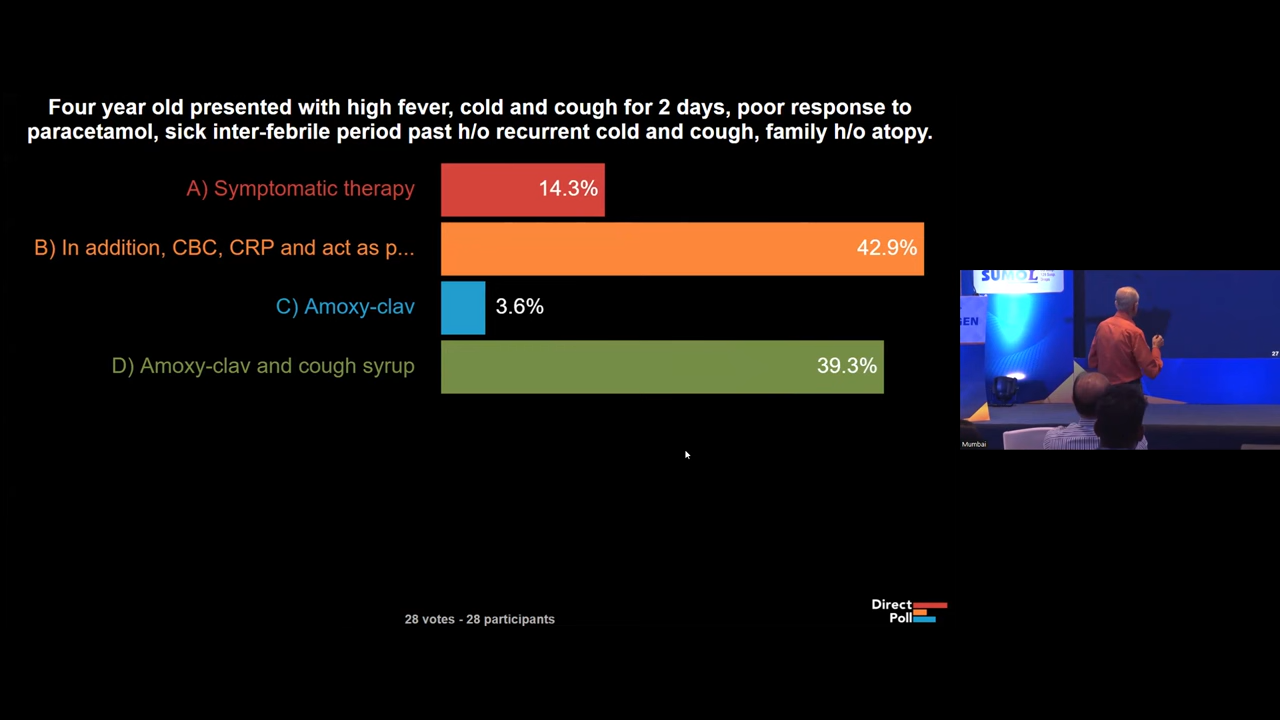 Four year old presented with high fever, cold and cough for 2 days, poor response to
paracetamol, sick inter-febrile period past h/o recurrent cold and cough, family h/o atopy.
A) Symptomatic therapy
14.3%
B) In addition, CBC, CRP and act as p...
42.9%
C) Amoxy-clav
3.6%
D) Amoxy-clav and cough syrup
39.3%
SUMOL
GEN
27
Mumbai
28 votes - 28 participants
Direct
Poll